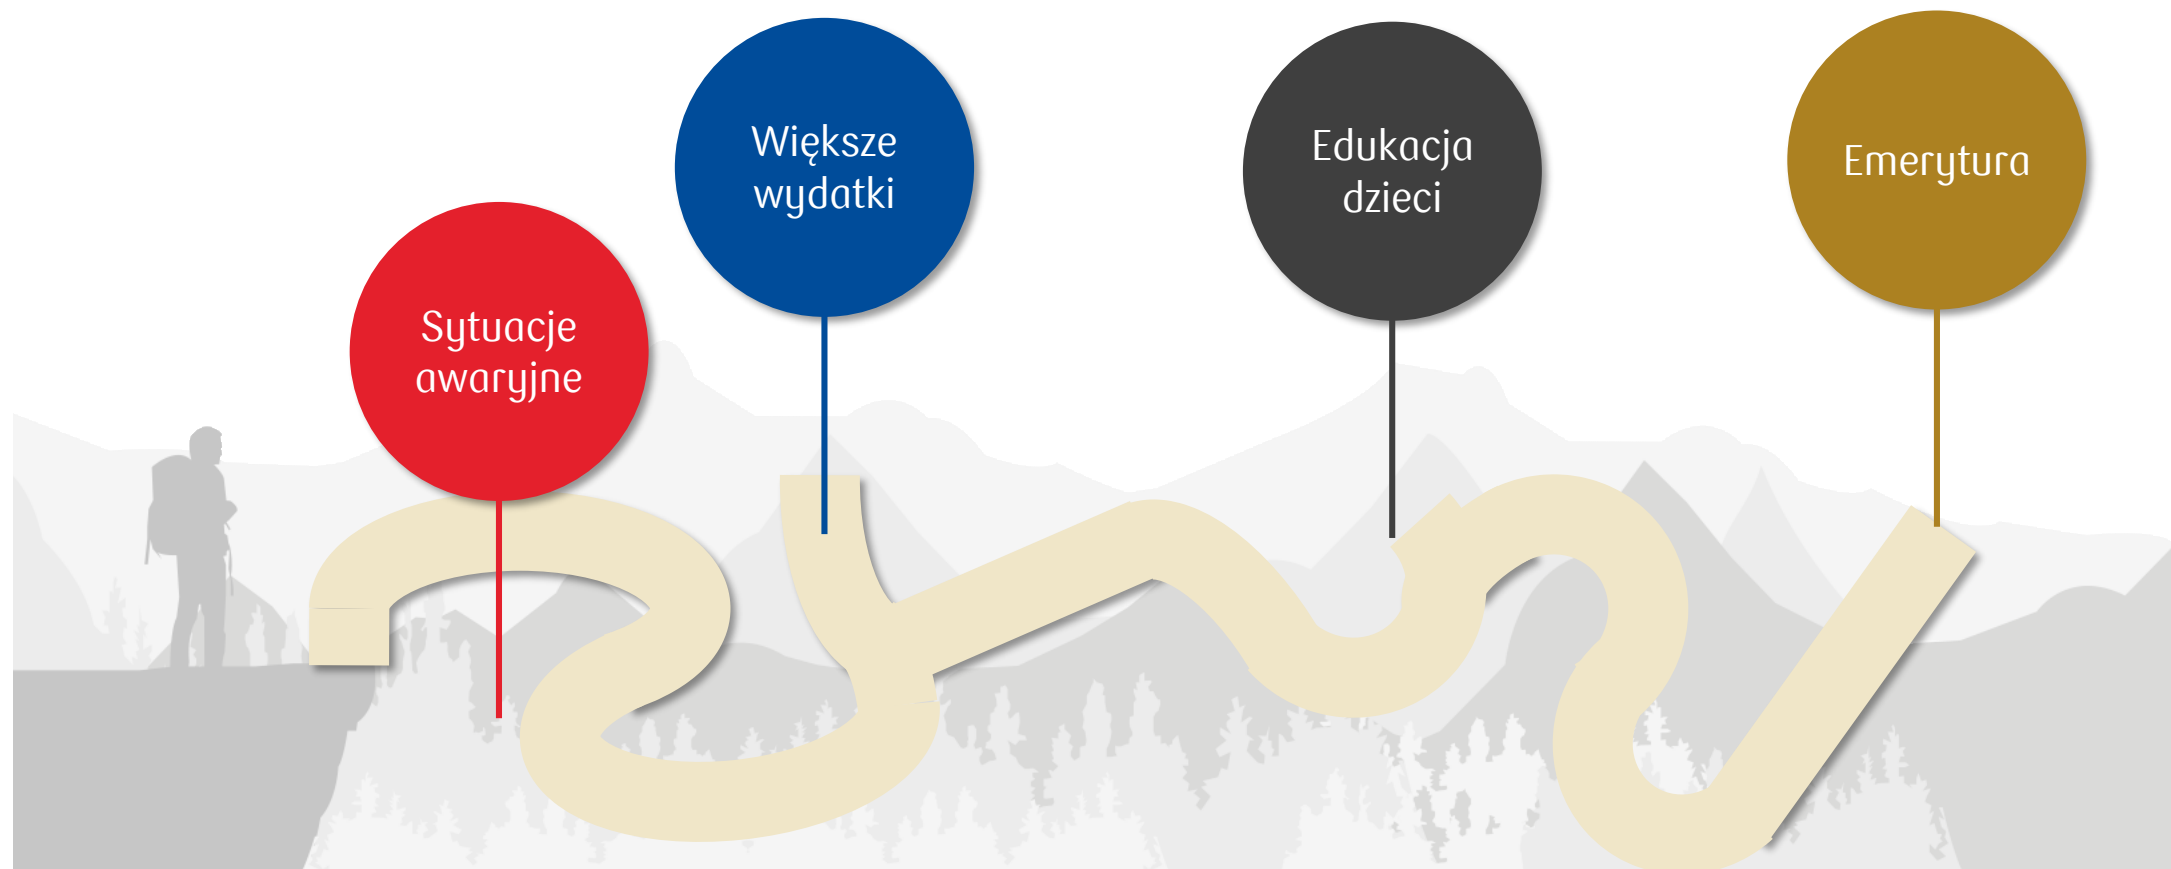 Sytuacje
awaryjne
Większe
wydatki
Edukacja
dzieci
Emerytura